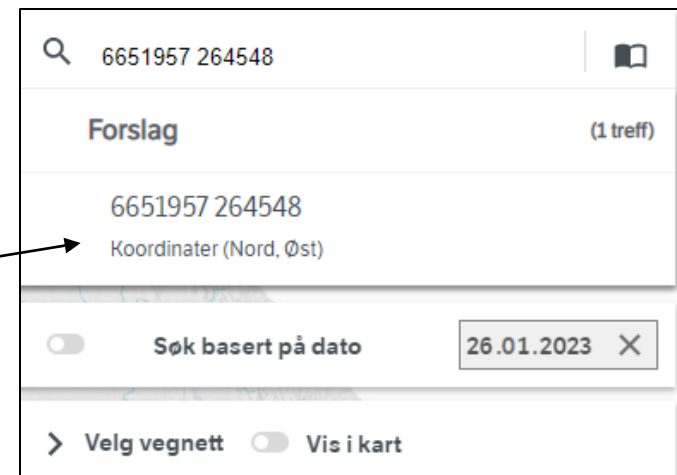 6651957 264548
Forslag (1 treff)
6651957 264548
Koordinater (Nord, Øst)
Søk basert på dato 26.01.2023
Velg vegnett Vis i kart